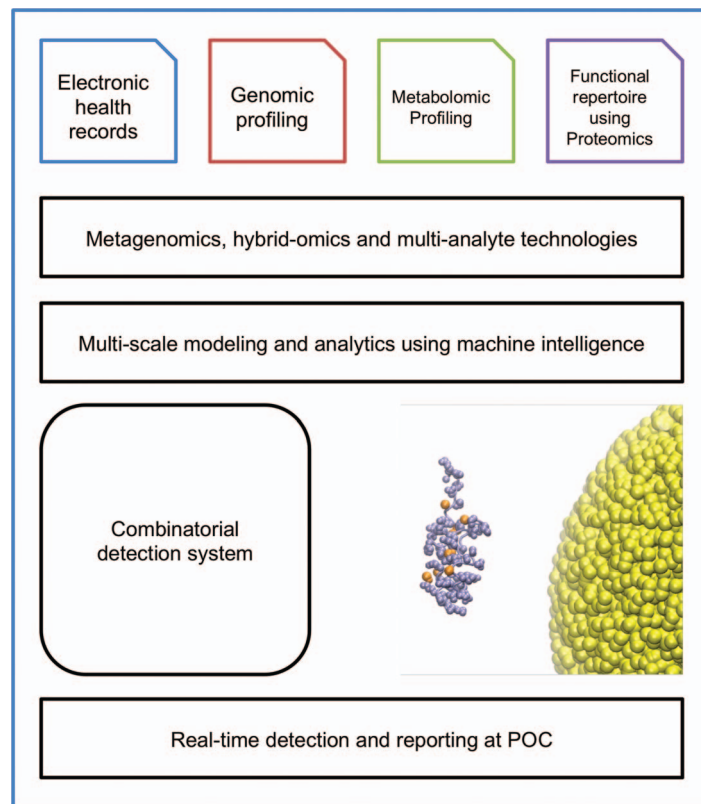 Electronic
health
records
Genomic
profiling
Metabolomic
Profiling
Functional
repertoire
using
Proteomics
Metagenomics, hybrid-omics and multi-analyte technologies
Multi-scale modeling and analytics using machine intelligence
Combinatorial
detection system
Real-time detection and reporting at POC